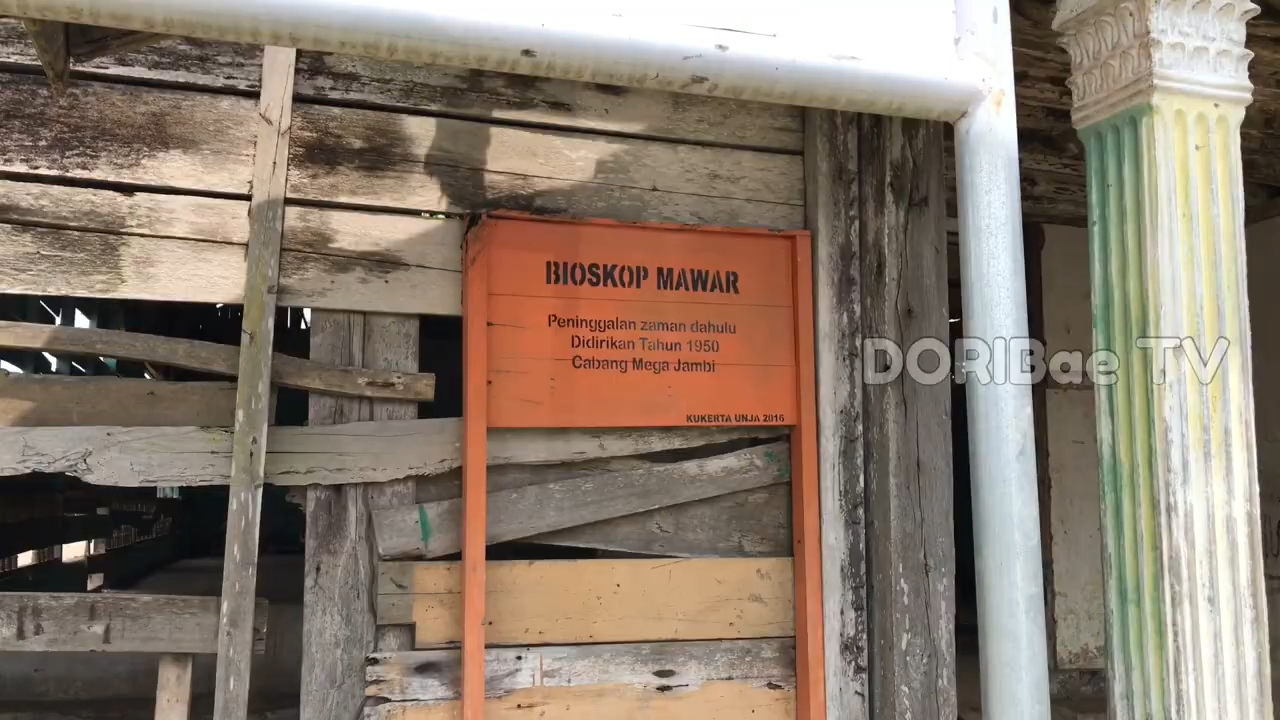 BIOSKOP MAWAR
Peninggalan zaman dahulu
Didirikan Tahun 1950
Cabang Mega Jambi
KUKERTA UNJA 2016
DORIBae TV